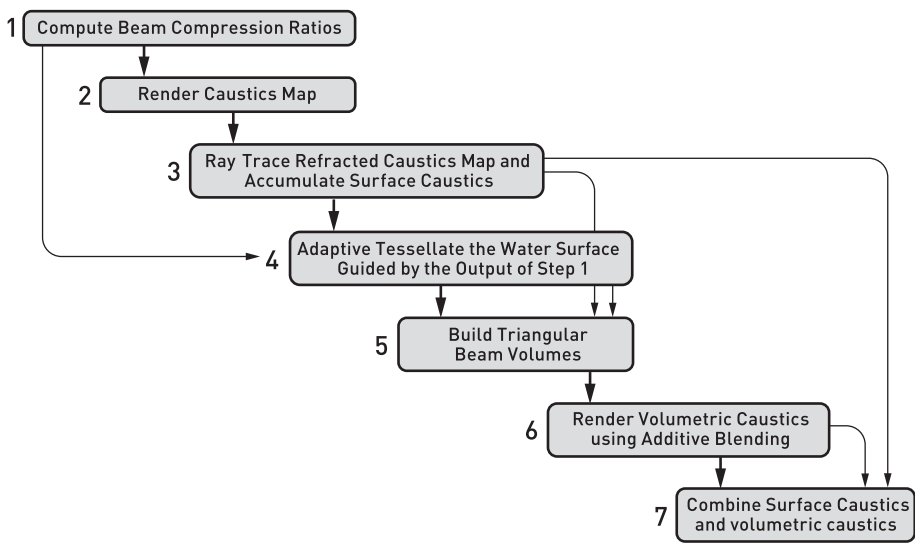 1 Compute Beam Compression Ratios
2 Render Caustics Map
3 Ray Trace Refracted Caustics Map and
Accumulate Surface Caustics
4 Adaptive Tessellate the Water Surface
Guided by the Output of Step 1
5 Build Triangular
Beam Volumes
6 Render Volumetric Caustics
using Additive Blending
7 Combine Surface Caustics
and volumetric caustics